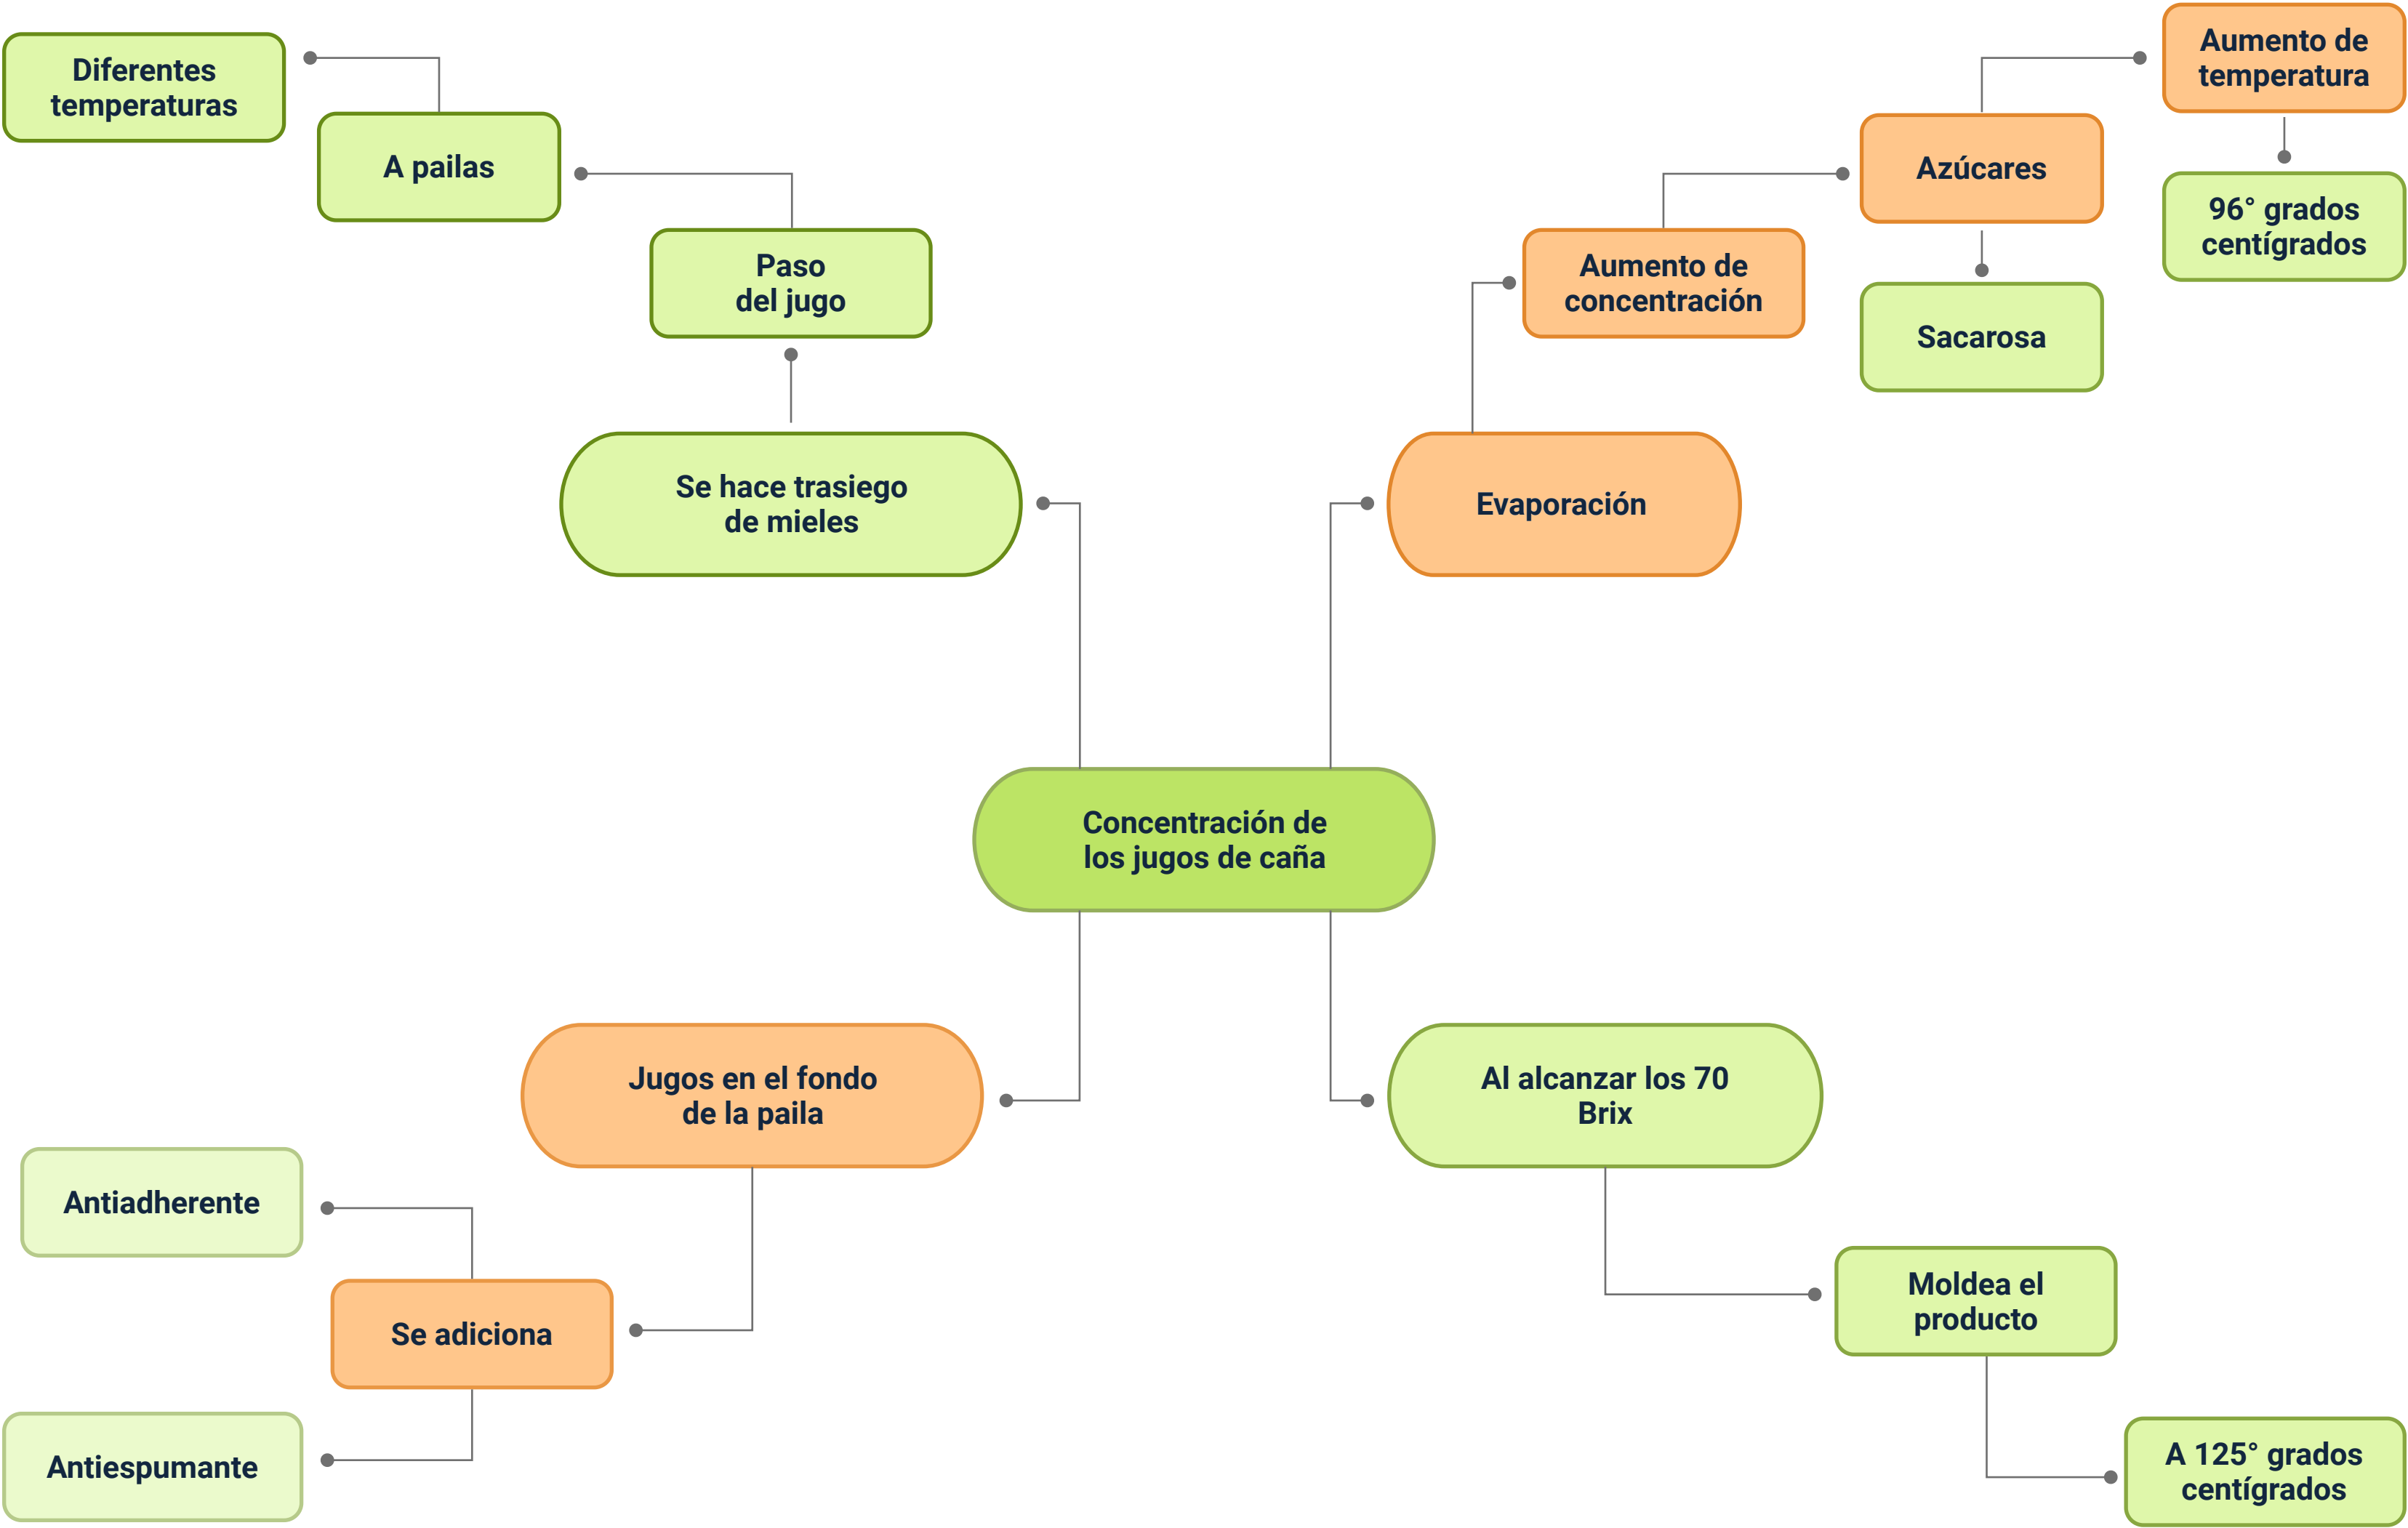 Diferentes
temperaturas
A pailas
Paso
del jugo
Se hace trasiego
de mieles
Aumento de
temperatura
96° grados
centígrados
Azúcares
Sacarosa
Aumento de
concentración
Evaporación
Concentración de
los jugos de caña
Jugos en el fondo
de la paila
Se adiciona
Antiadherente
Antiespumante
Al alcanzar los 70
Brix
Moldea el
producto
A 125° grados
centígrados